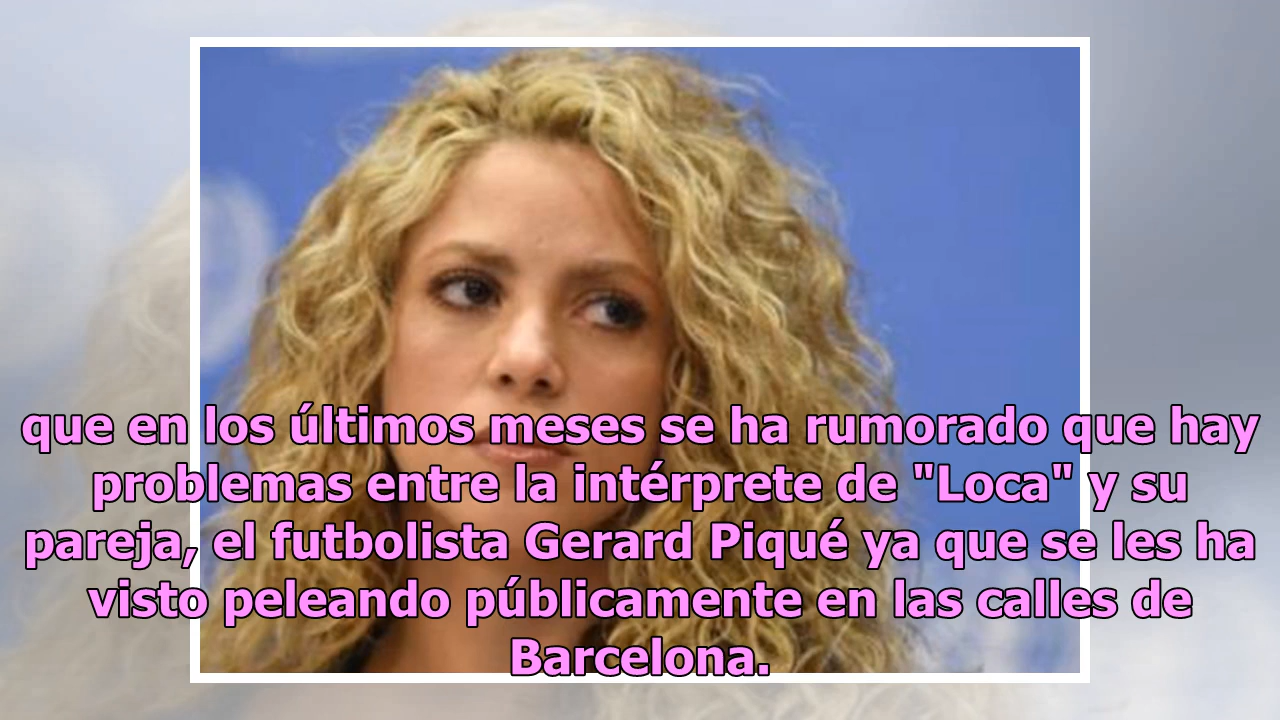 que en los últimos meses se ha rumorado que hay
problemas entre la intérprete de "Loca" y su
pareja, el futbolista Gerard Piqué ya que se les ha
visto peleando públicamente en las calles de
Barcelona.